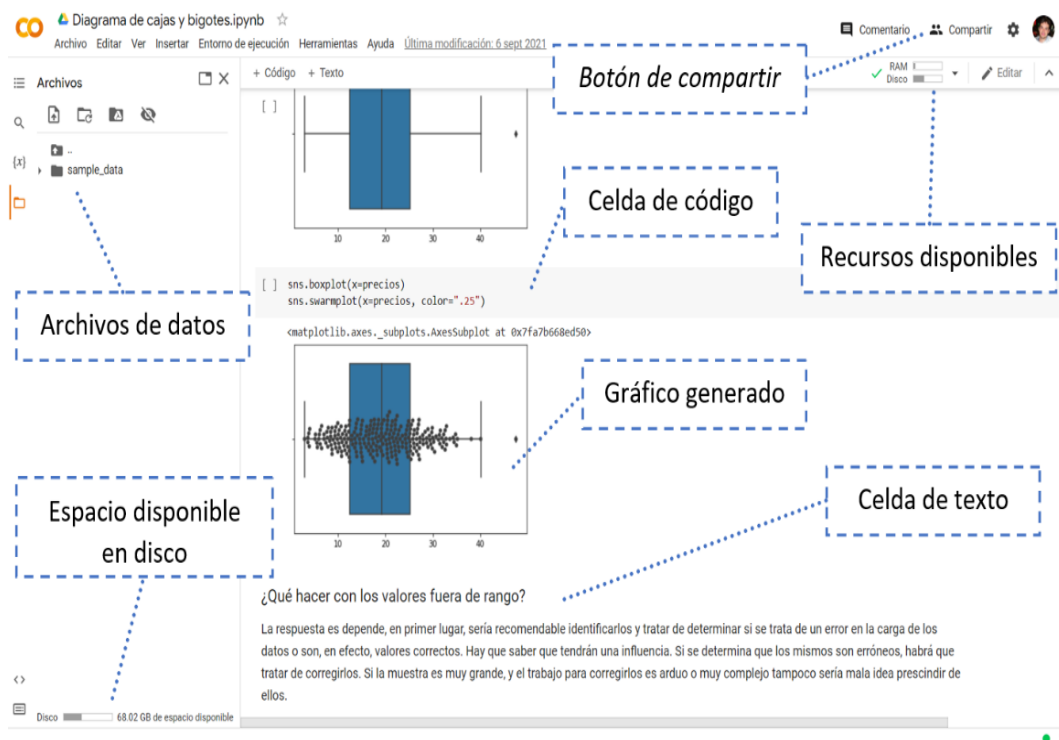 Diagrama de cajas y bigotes.ipynb
Archivo Editar Ver Insertar Entorno de ejecución Herramientas Ayuda Última modificación: 6 sept 2021
Comentario Compartir
Archivos
+ Código + Texto
Botón de compartir
RAM
Disco
Editar
{x}
..
sample_data
[ ]
10 20 30 40
Celda de código
Recursos disponibles
[ ] sns.boxplot(x=precios)
sns.swarmplot(x=precios, color=".25")
Archivos de datos
<matplotlib.axes._subplots.AxesSubplot at 0x7fa7b668ed50>
Gráfico generado
10 20 30 40
Espacio disponible
en disco
Celda de texto
¿Qué hacer con los valores fuera de rango?
La respuesta es depende, en primer lugar, sería recomendable identificarlos y tratar de determinar si se trata de un error en la carga de los
datos o son, en efecto, valores correctos. Hay que saber que tendrán una influencia. Si se determina que los mismos son erróneos, habrá que
tratar de corregirlos. Si la muestra es muy grande, y el trabajo para corregirlos es arduo o muy complejo tampoco sería mala idea prescindir de
ellos.
<>
Disco 68.02 GB de espacio disponible